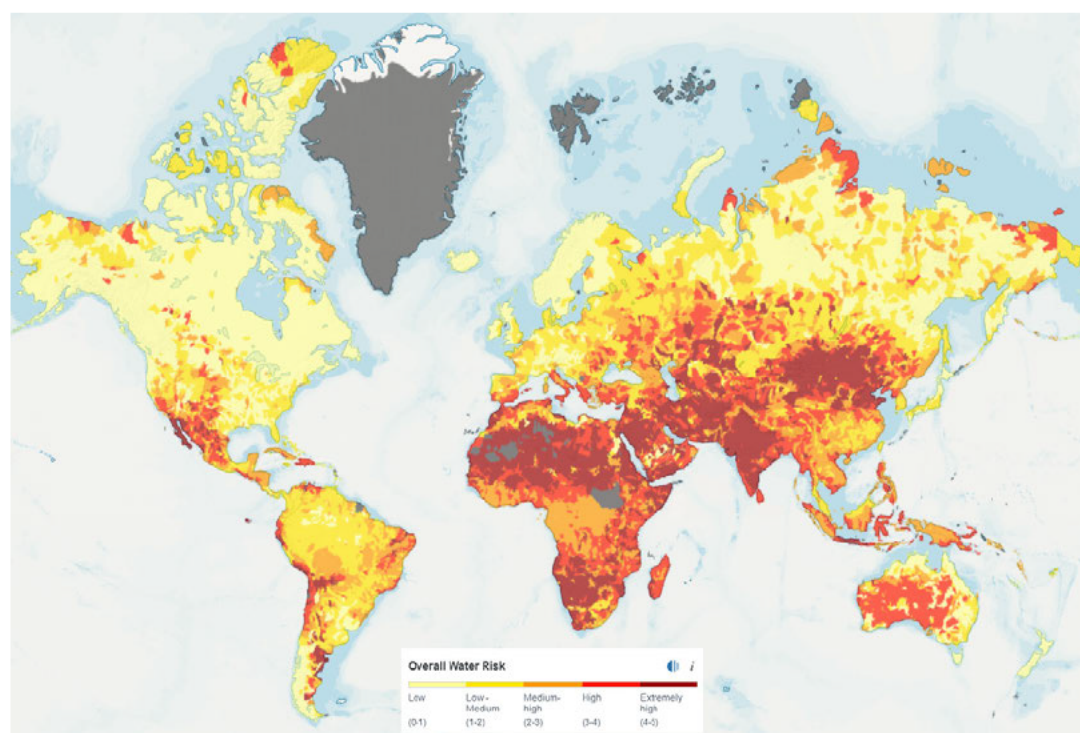 Overall Water Risk i
Low Low- Medium- High Extremely
Medium high high
(0-1) (1-2) (2-3) (3-4) (4-5)